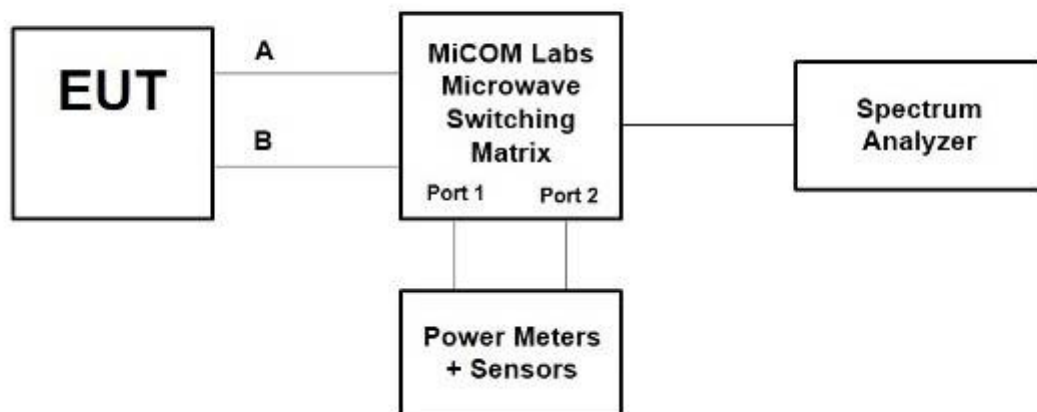 EUT
A
B
MiCOM Labs
Microwave
Switching
Matrix
Port 1 Port 2
Spectrum
Analyzer
Power Meters
+ Sensors